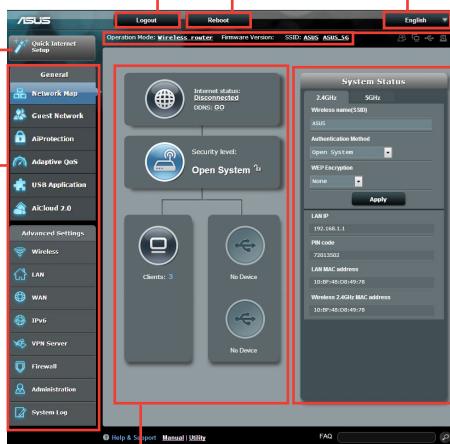 ASUS
Logout
Reboot
English
Quick Internet
Setup
Operation Mode: Wireless router Firmware Version: SSID: ASUS ASUS_5G
General
Network Map
Guest Network
AiProtection
Adaptive QoS
USB Application
AiCloud 2.0
Advanced Settings
Wireless
LAN
WAN
IPv6
VPN Server
Firewall
Administration
System Log
Internet status:
Disconnected
DDNS: GO
Security level:
Open System
Clients: 3
No Device
No Device
System Status
2.4GHz 5GHz
Wireless name(SSID)
ASUS
Authentication Method
Open System
WEP Encryption
None
Apply
LAN IP
192.168.1.1
PIN code
72013502
LAN MAC address
10:BF:48:D8:49:78
Wireless 2.4GHz MAC address
10:BF:48:D8:49:78
Help & Support Manual | Utility FAQ